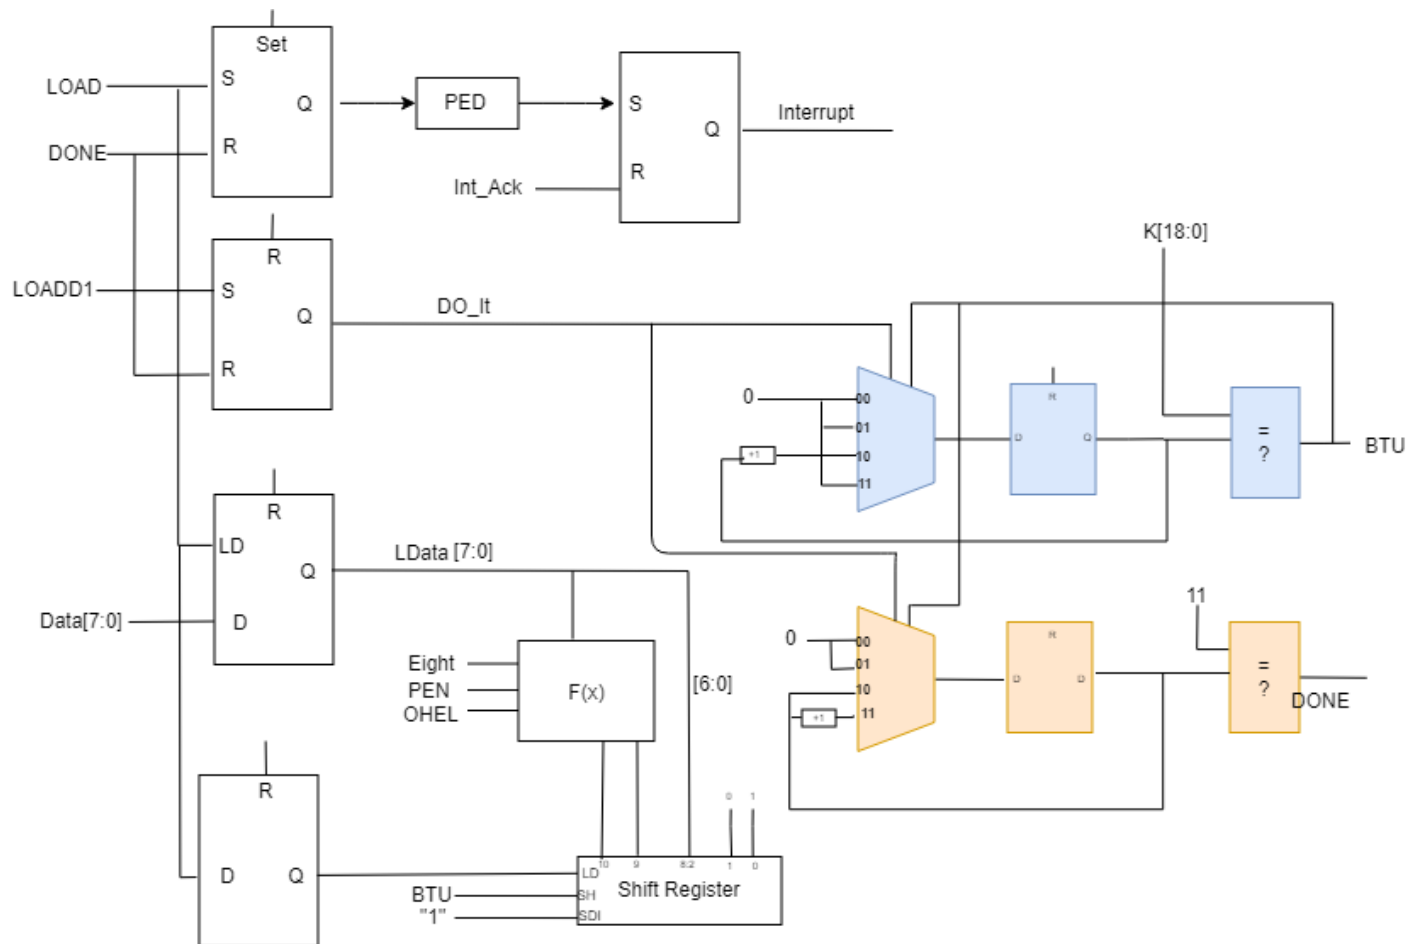 Set
LOAD
S
Q
PED
S
Q
Interrupt
DONE
R
R
Int_Ack
R
LOADD1
S
Q
DO_It
R
K[18:0]
0
00
01
+1
10
11
R
D
Q
=
?
BTU
R
LD
Q
LData [7:0]
Data[7:0]
D
Eight
PEN
OHEL
F(x)
[6:0]
0
00
01
10
+1
11
R
D
D
11
=
?
DONE
R
D
Q
0
1
10
9
8:2
1
0
LD
Shift Register
BTU
SH
"1"
SDI